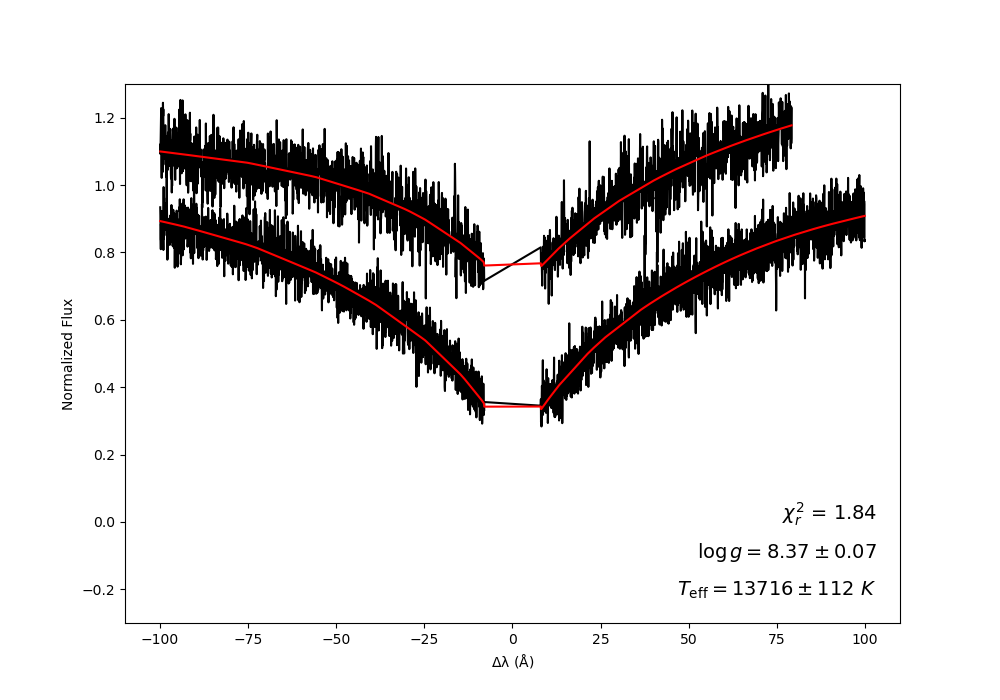 1.2
1.0
0.8
0.6
0.4
0.2
0.0
−0.2
Normalized Flux
χ²ᵣ = 1.84
log g = 8.37 ± 0.07
T_eff = 13716 ± 112 K
−100 −75 −50 −25 0 25 50 75 100
Δλ (Å)